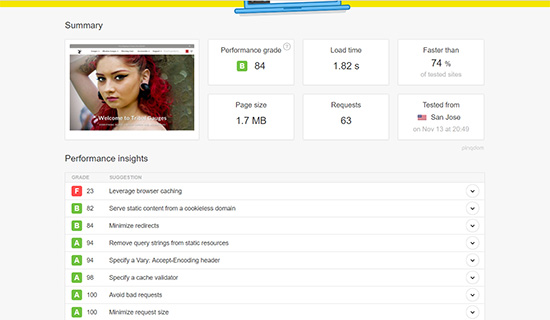 Summary
Welcome to Tribal Gauges
Performance grade ?
B 84
Load time
1.82 s
Faster than
74 %
of tested sites
Page size
1.7 MB
Requests
63
Tested from
San Jose
on Nov 13 at 20:49
pingdom
Performance insights
GRADE SUGGESTION
F 23 Leverage browser caching
B 82 Serve static content from a cookieless domain
B 84 Minimize redirects
A 94 Remove query strings from static resources
A 94 Specify a Vary: Accept-Encoding header
A 98 Specify a cache validator
A 100 Avoid bad requests
A 100 Minimize request size